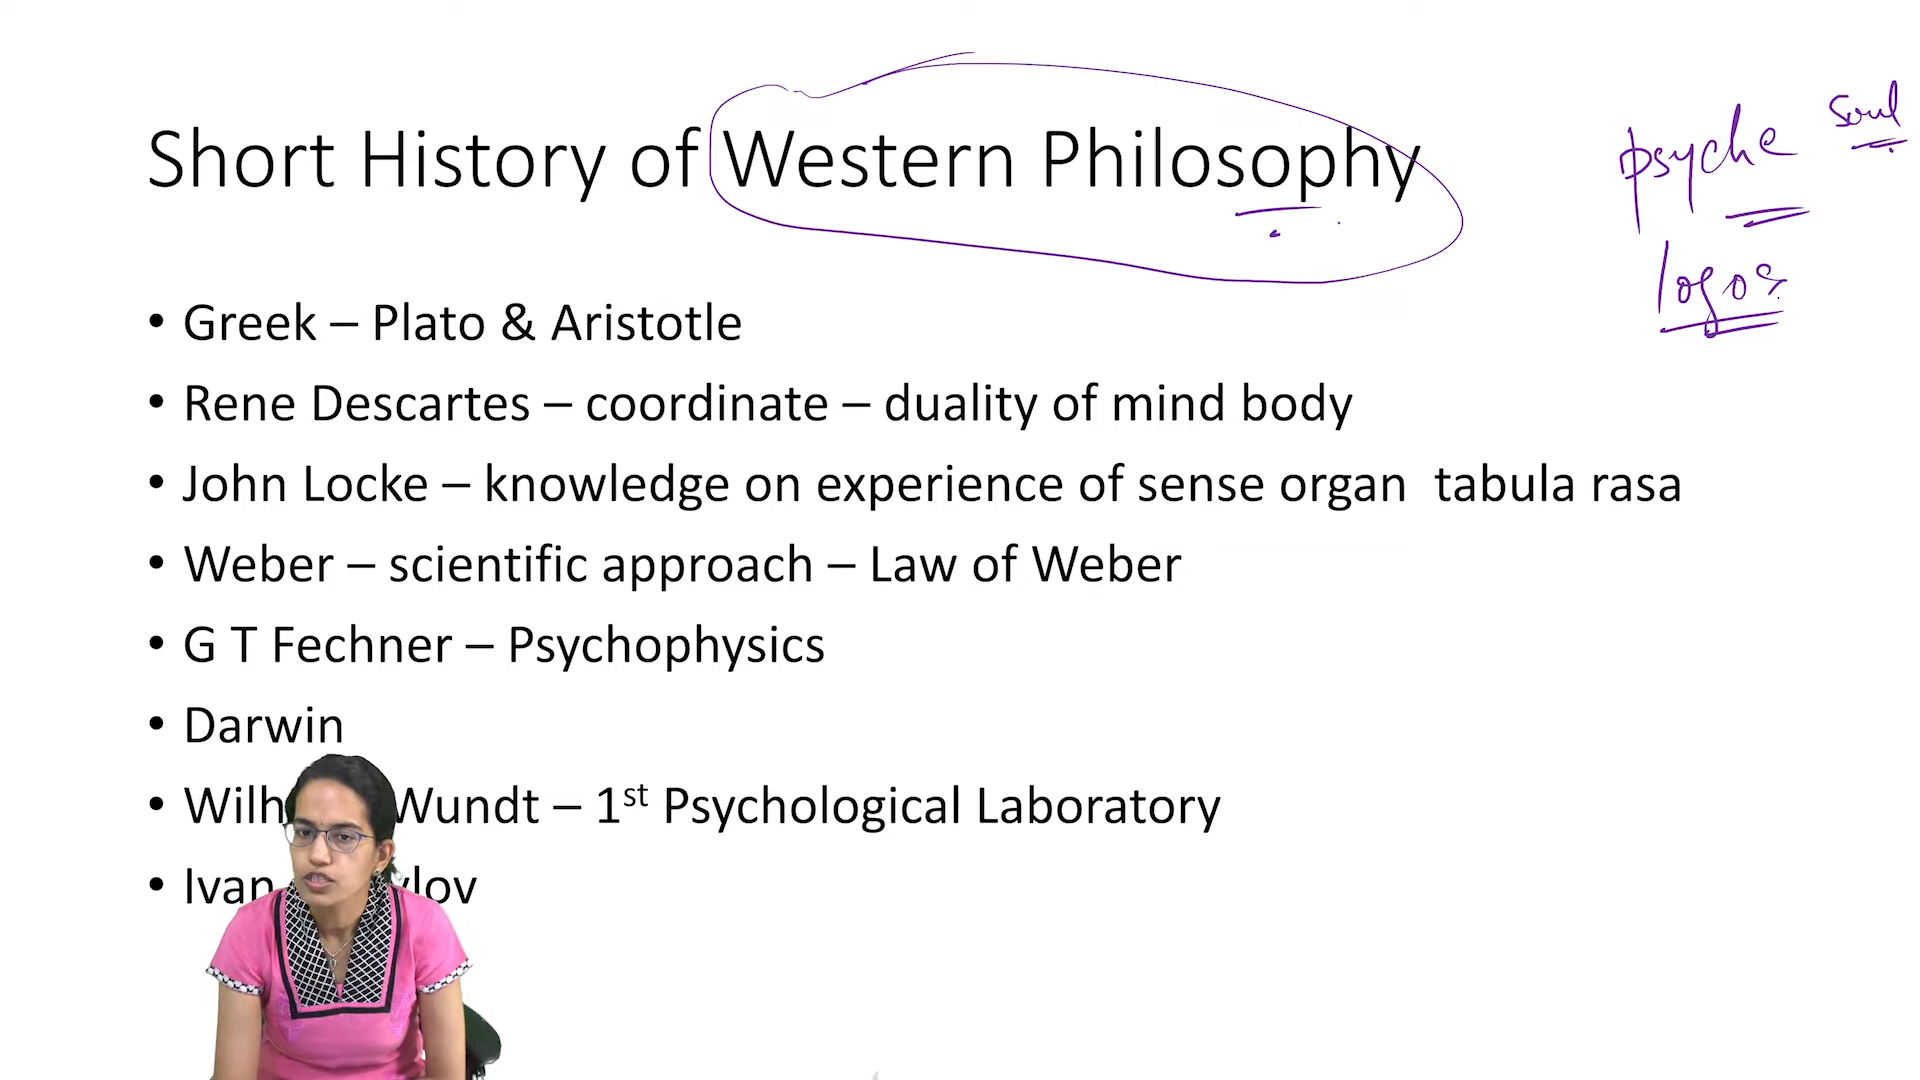 Short History of Western Philosophy
psyche soul
logos
• Greek – Plato & Aristotle
• Rene Descartes – coordinate – duality of mind body
• John Locke – knowledge on experience of sense organ tabula rasa
• Weber – scientific approach – Law of Weber
• G T Fechner – Psychophysics
• Darwin
• Wundt – 1st Psychological Laboratory
• Ivan